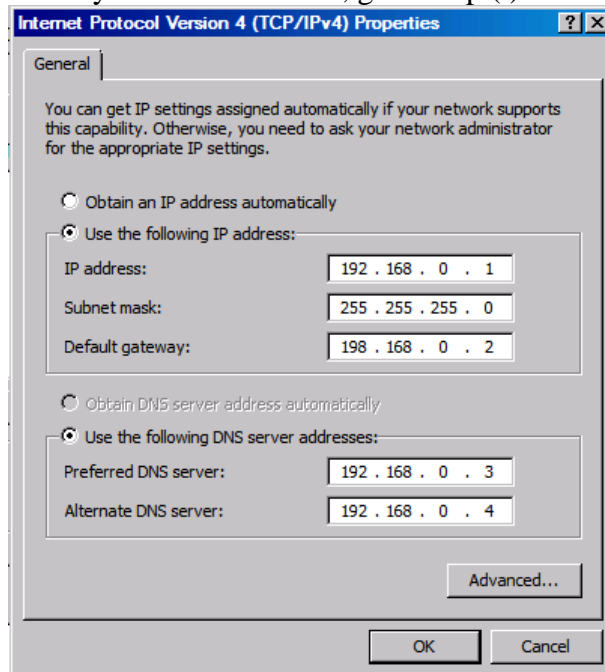 Internet Protocol Version 4 (TCP/IPv4) Properties
General
You can get IP settings assigned automatically if your network supports
this capability. Otherwise, you need to ask your network administrator
for the appropriate IP settings.
Obtain an IP address automatically
Use the following IP address:
IP address: 192 . 168 . 0 . 1
Subnet mask: 255 . 255 . 255 . 0
Default gateway: 198 . 168 . 0 . 2
Obtain DNS server address automatically
Use the following DNS server addresses:
Preferred DNS server: 192 . 168 . 0 . 3
Alternate DNS server: 192 . 168 . 0 . 4
Advanced...
OK Cancel